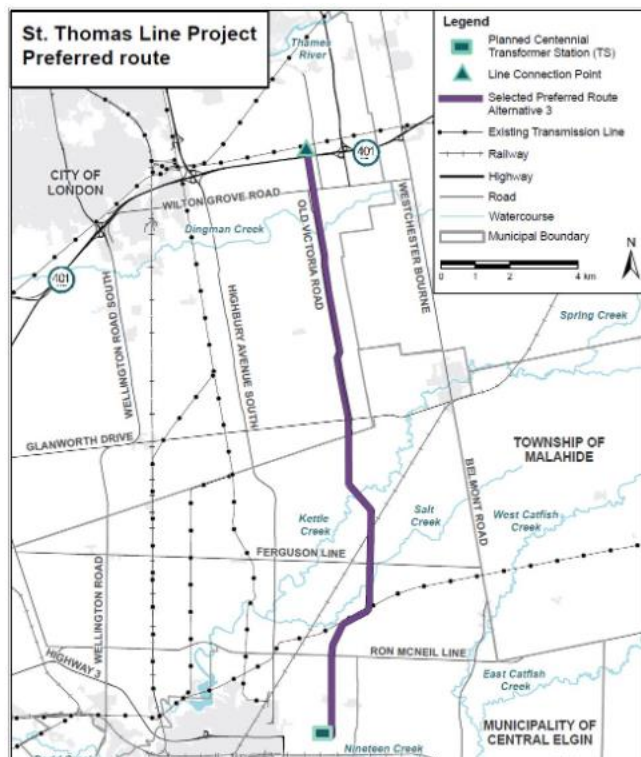 St. Thomas Line Project
Preferred route
Legend
Planned Centennial
Transformer Station (TS)
Line Connection Point
Selected Preferred Route
Alternative 3
Existing Transmission Line
Railway
Highway
Road
Watercourse
Municipal Boundary
0 1 2 4 km
N
Thames
River
401
CITY OF
LONDON
WILTON GROVE ROAD
Dingman Creek
OLD VICTORIA ROAD
WESTCHESTER BOURNE
401
WELLINGTON ROAD SOUTH
HIGHBURY AVENUE SOUTH
Spring Creek
GLANWORTH DRIVE
TOWNSHIP OF
MALAHIDE
BELMONT ROAD
Kettle
Creek
Salt
Creek
West Catfish
Creek
FERGUSON LINE
WELLINGTON ROAD
HIGHWAY 3
RON MCNEIL LINE
East Catfish
Creek
MUNICIPALITY OF
CENTRAL ELGIN
Nineteen Creek